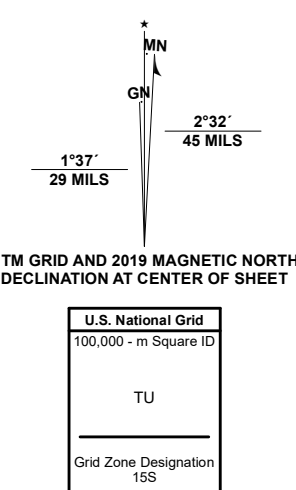 ★
MN
GN
2°32´
45 MILS
1°37´
29 MILS
TM GRID AND 2019 MAGNETIC NORTH
DECLINATION AT CENTER OF SHEET
U.S. National Grid
100,000 - m Square ID
TU
Grid Zone Designation
15S